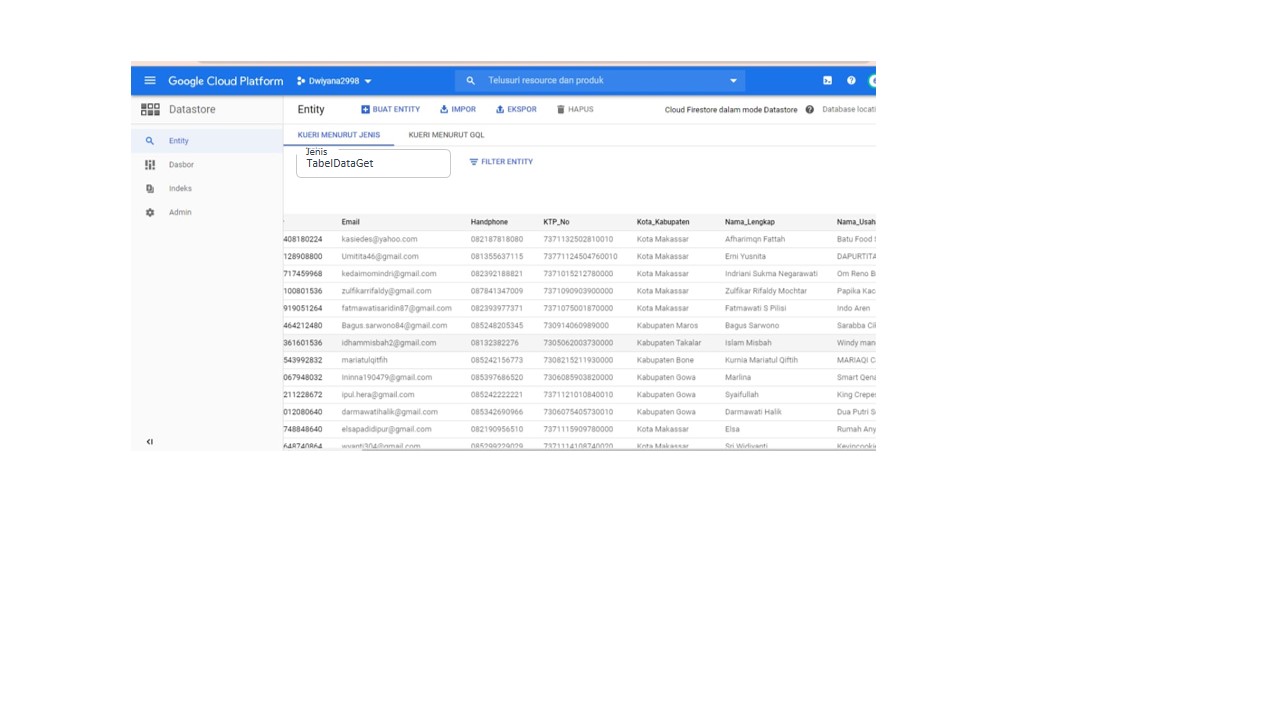 Google Cloud Platform Dwiyana2998 Telusuri resource dan produk
Datastore Entity BUAT ENTITY IMPOR EKSPOR HAPUS Cloud Firestore dalam mode Datastore Database locati
Entity KUERI MENURUT JENIS KUERI MENURUT GQL
Dasbor Jenis
TabelDataGet FILTER ENTITY
Indeks
Admin
Email Handphone KTP_No Kota_Kabupaten Nama_Lengkap Nama_Usah
408180224 kasiedes@yahoo.com 082187818080 7371132502810010 Kota Makassar Afharimqn Fattah Batu Food
128908800 Umitita46@gmail.com 081355637115 73771124504760010 Kota Makassar Erni Yusnita DAPURTITA
717459968 kedaimomindri@gmail.com 082392188821 7371015212780000 Kota Makassar Indriani Sukma Negarawati Om Reno B
100801536 zulfikarrifaldy@gmail.com 087841347009 7371090903900000 Kota Makassar Zulfikar Rifaldy Mochtar Papika Kac
919051264 fatmawatisaridin87@gmail.com 082393977371 7371075001870000 Kota Makassar Fatmawati S Pilisi Indo Aren
464212480 Bagus.sarwono84@gmail.com 085248205345 730914060989000 Kabupaten Maros Bagus Sarwono Sarabba Cil
361601536 idhammisbah2@gmail.com 08132382276 7305062003730000 Kabupaten Takalar Islam Misbah Windy man
543992832 mariatulqitfih 085242156773 7308215211930000 Kabupaten Bone Kurnia Mariatul Qiftih MARIAQI C
067948032 Ininna190479@gmail.com 085397686520 7306085903820000 Kabupaten Gowa Marlina Smart Qena
211228672 ipul.hera@gmail.com 085242222221 7371121010840010 Kabupaten Gowa Syaifullah King Crepes
012080640 darmawatihalik@gmail.com 085342690966 7306075405730010 Kabupaten Gowa Darmawati Halik Dua Putri S
748848640 elsapadidipur@gmail.com 082190956510 7371115909780000 Kota Makassar Elsa Rumah Any
648740864 wyanti304@gmail.com 085299229029 7371114108740020 Kota Makassar Sri Widiyanti Kevincooki